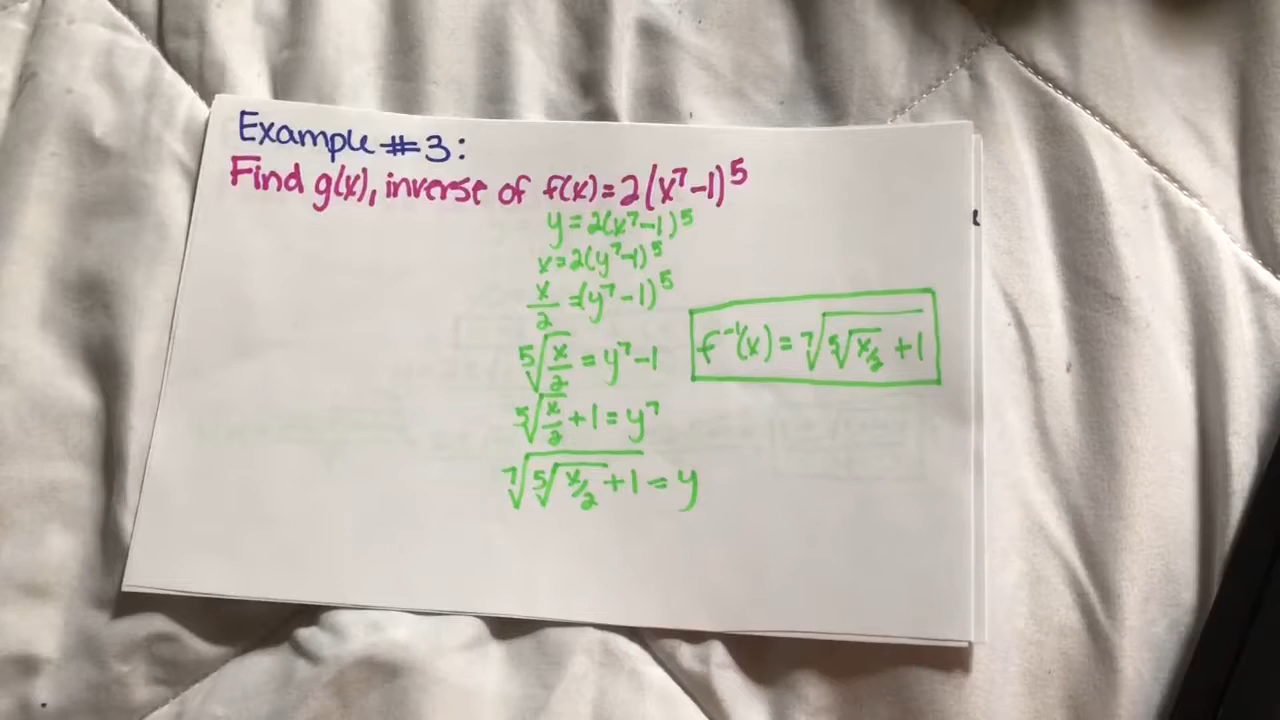 Example #3:
Find g(x), inverse of f(x)=2(x⁷-1)⁵
y=2(x⁷-1)⁵
x=2(y⁷-1)⁵
x/2=(y⁷-1)⁵
⁵√(x/2)=y⁷-1
⁵√(x/2)+1=y⁷
⁷√(⁵√(x/2)+1)=y
f⁻¹(x)=⁷√(⁵√(x/2)+1)